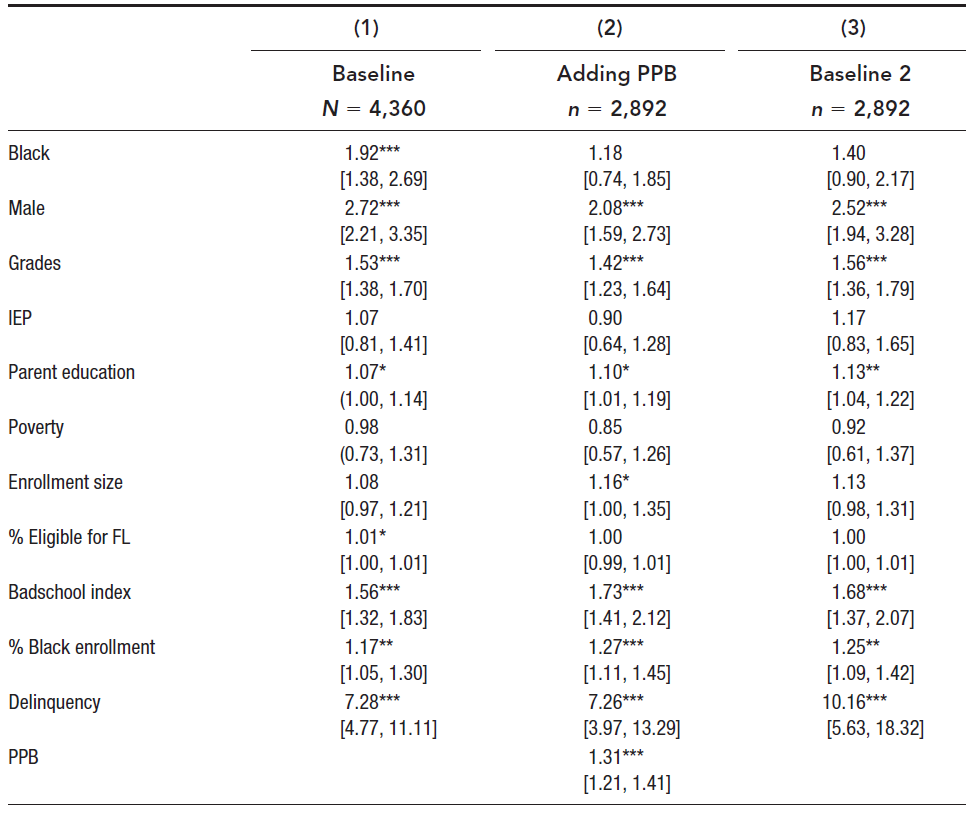 (1) (2) (3)
Baseline Adding PPB Baseline 2
N = 4,360 n = 2,892 n = 2,892
Black 1.92*** 1.18 1.40
[1.38, 2.69] [0.74, 1.85] [0.90, 2.17]
Male 2.72*** 2.08*** 2.52***
[2.21, 3.35] [1.59, 2.73] [1.94, 3.28]
Grades 1.53*** 1.42*** 1.56***
[1.38, 1.70] [1.23, 1.64] [1.36, 1.79]
IEP 1.07 0.90 1.17
[0.81, 1.41] [0.64, 1.28] [0.83, 1.65]
Parent education 1.07* 1.10* 1.13**
(1.00, 1.14] [1.01, 1.19] [1.04, 1.22]
Poverty 0.98 0.85 0.92
(0.73, 1.31] [0.57, 1.26] [0.61, 1.37]
Enrollment size 1.08 1.16* 1.13
[0.97, 1.21] [1.00, 1.35] [0.98, 1.31]
% Eligible for FL 1.01* 1.00 1.00
[1.00, 1.01] [0.99, 1.01] [1.00, 1.01]
Badschool index 1.56*** 1.73*** 1.68***
[1.32, 1.83] [1.41, 2.12] [1.37, 2.07]
% Black enrollment 1.17** 1.27*** 1.25**
[1.05, 1.30] [1.11, 1.45] [1.09, 1.42]
Delinquency 7.28*** 7.26*** 10.16***
[4.77, 11.11] [3.97, 13.29] [5.63, 18.32]
PPB 1.31***
[1.21, 1.41]